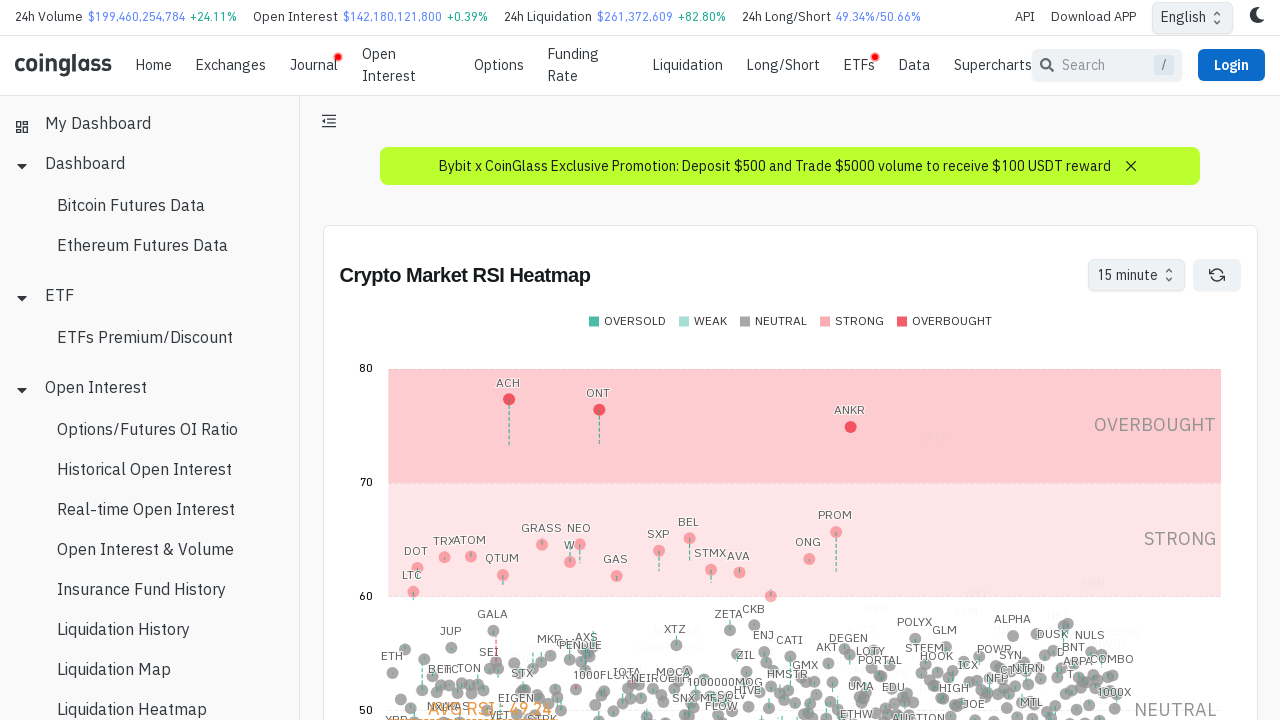 24h Volume $199,460,254,784 +24.11% Open Interest $142,180,121,800 +0.39% 24h Liquidation $261,372,609 +82.80% 24h Long/Short 49.34%/50.66% API Download APP English
coinglass Home Exchanges Journal Open Interest Options Funding Rate Liquidation Long/Short ETFs Data Supercharts Search / Login
My Dashboard
Dashboard
Bitcoin Futures Data
Ethereum Futures Data
ETF
ETFs Premium/Discount
Open Interest
Options/Futures OI Ratio
Historical Open Interest
Real-time Open Interest
Open Interest & Volume
Insurance Fund History
Liquidation History
Liquidation Map
Liquidation Heatmap
Bybit x CoinGlass Exclusive Promotion: Deposit $500 and Trade $5000 volume to receive $100 USDT reward
Crypto Market RSI Heatmap 15 minute
OVERSOLD WEAK NEUTRAL STRONG OVERBOUGHT
80
ACH
ONT
ANKR
OVERBOUGHT
70
PROM
BEL
GRASS NEO
SXP
STRONG
TRX ATOM
W
ONG
DOT
QTUM
GAS
STMX AVA
LTC
60
CKB
GALA
ZETA
ALPHA
POLYX
JUP
XTZ
GLM
ENJ
CATI
DEGEN
DUSK
NULS
MKR
AXS
PENDLE
AKT
LOTY
STEEM
POWR
SEI
ETH
ZIL
PORTAL
HOOK
SYN
BNT
COMBO
GMX
ICX
ARPA
TON
STX
IOTA
MOCA
HMSTR
NTRN
T
1000000MOG
UMA
EDU
HIGH
NFP
1000X
EIGEN
HIVE
FLOW
JOE
MTL
50
AVG RSI : 49.24
ETHW
AUCTION
NEUTRAL